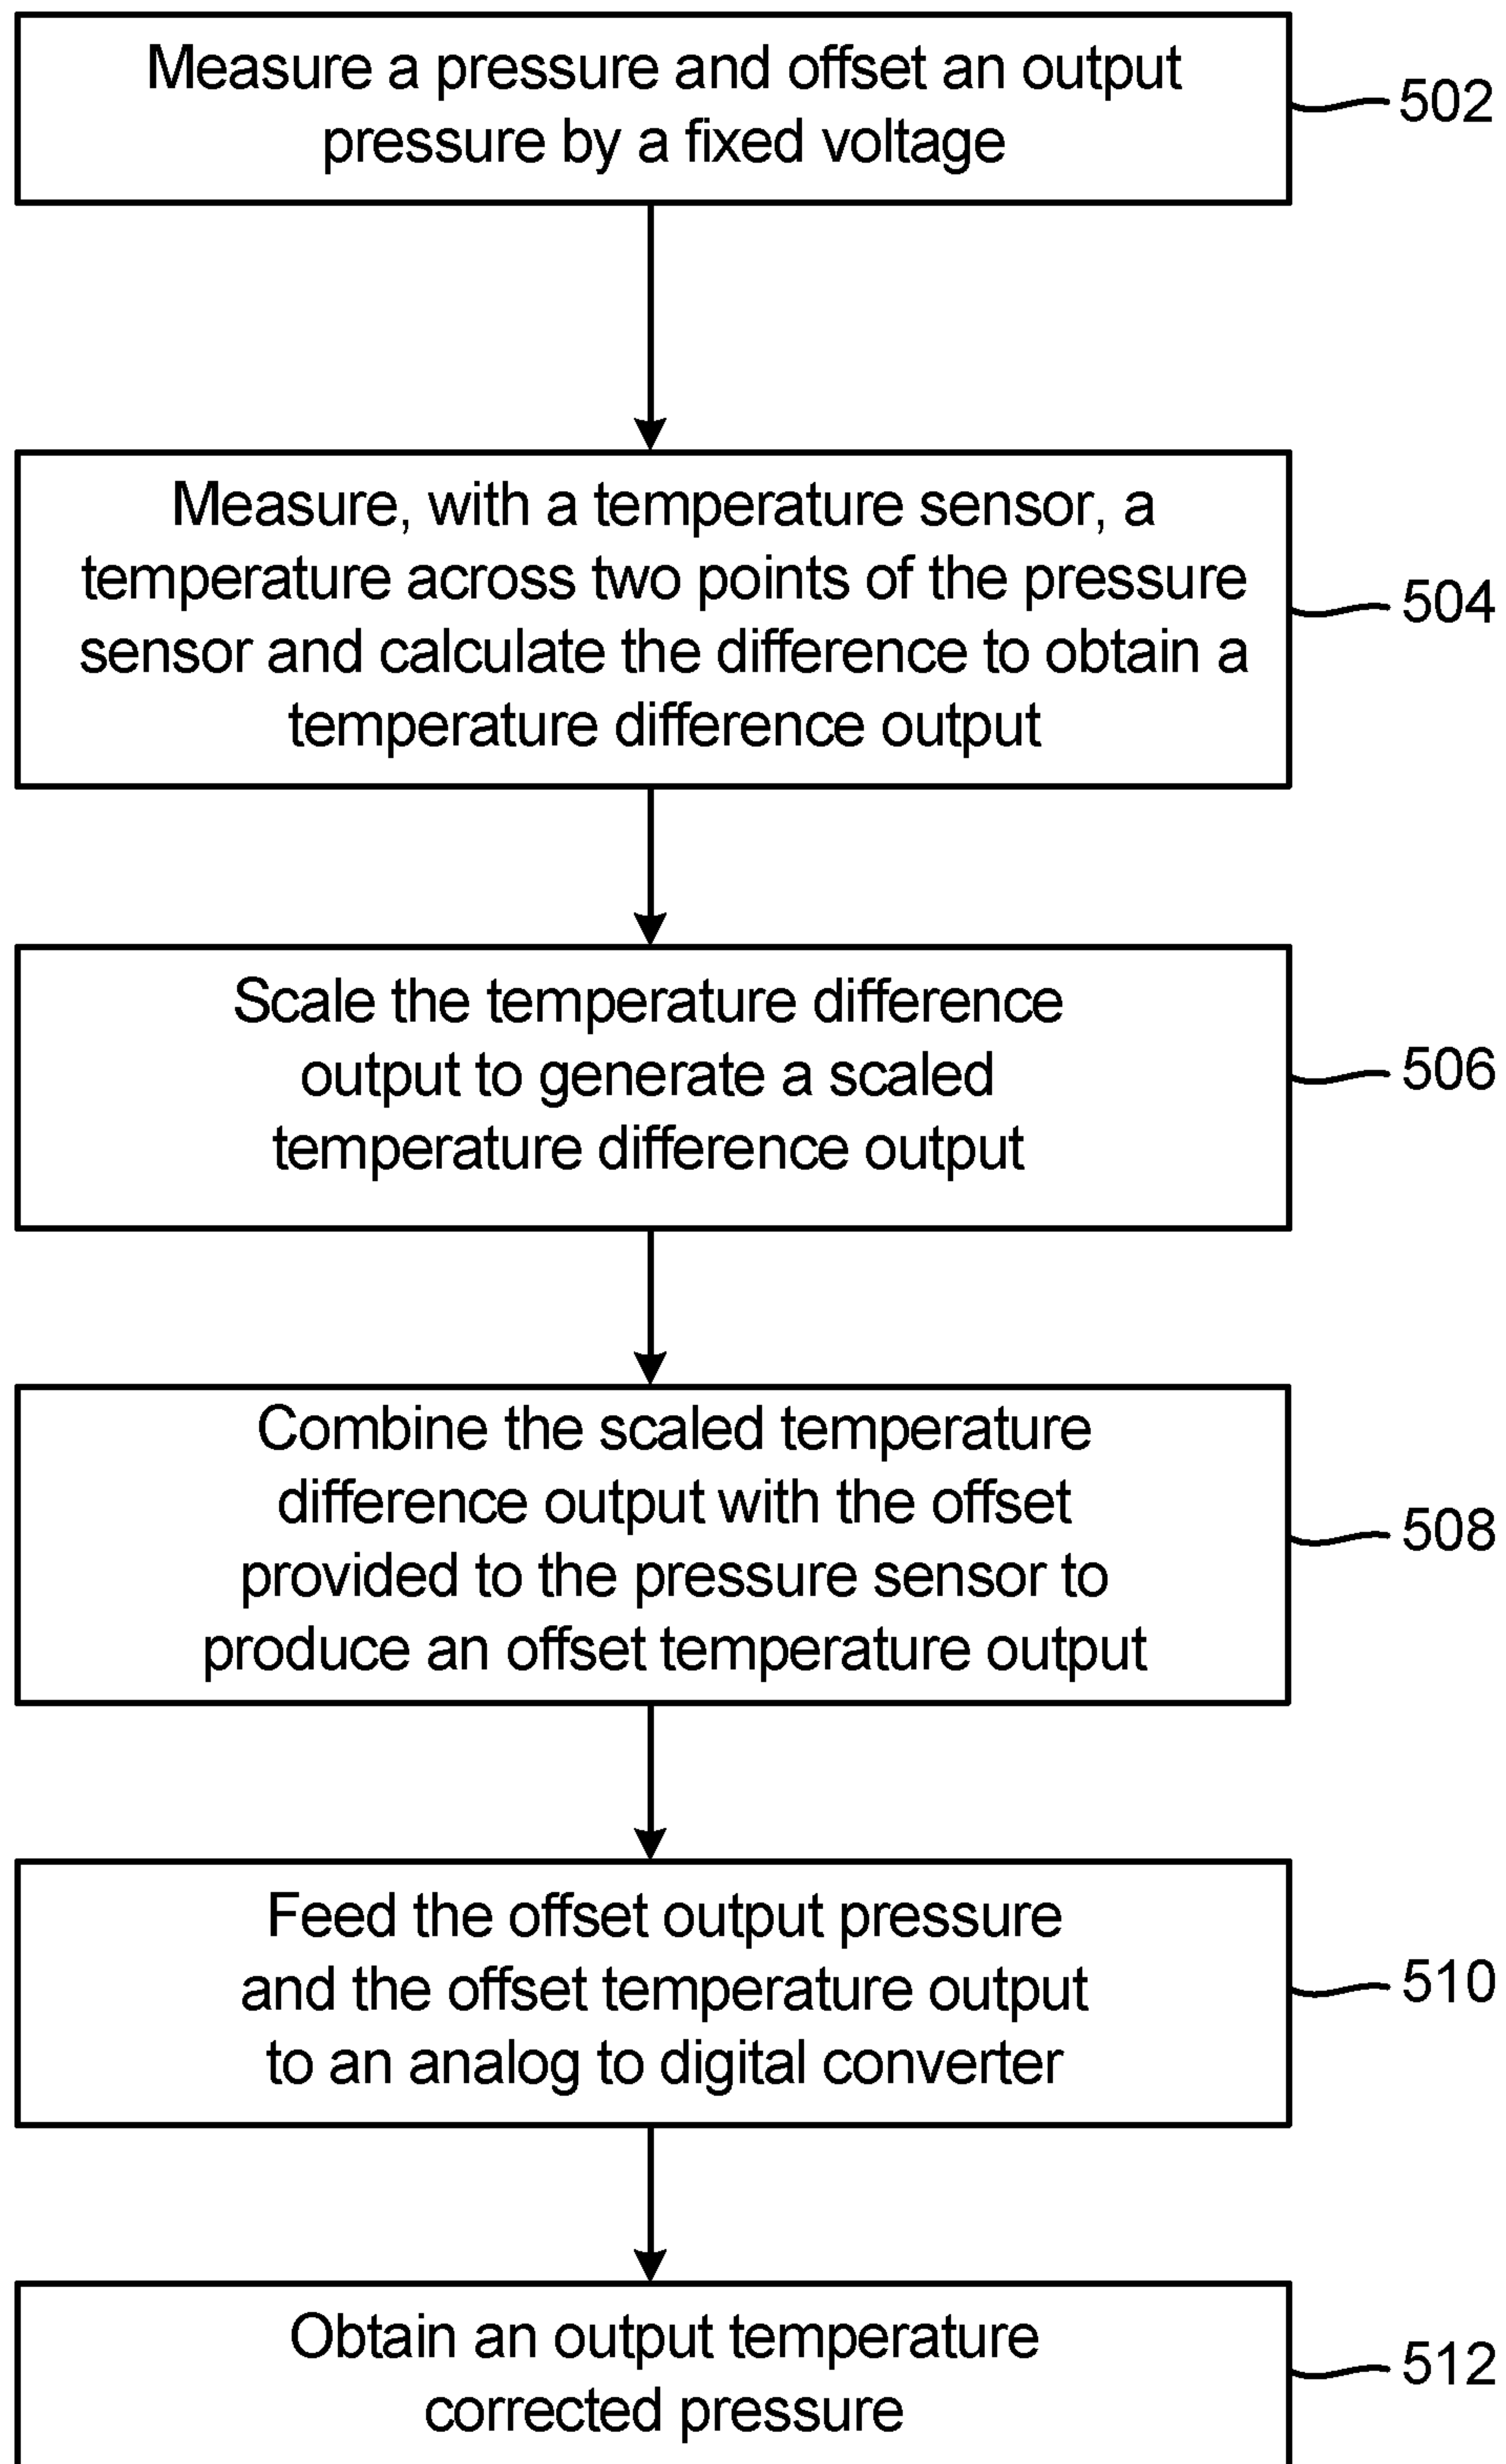 Measure a pressure and offset an output
pressure by a fixed voltage
502
Measure, with a temperature sensor, a
temperature across two points of the pressure
sensor and calculate the difference to obtain a
temperature difference output
504
Scale the temperature difference
output to generate a scaled
temperature difference output
506
Combine the scaled temperature
difference output with the offset
provided to the pressure sensor to
produce an offset temperature output
508
Feed the offset output pressure
and the offset temperature output
to an analog to digital converter
510
Obtain an output temperature
corrected pressure
512